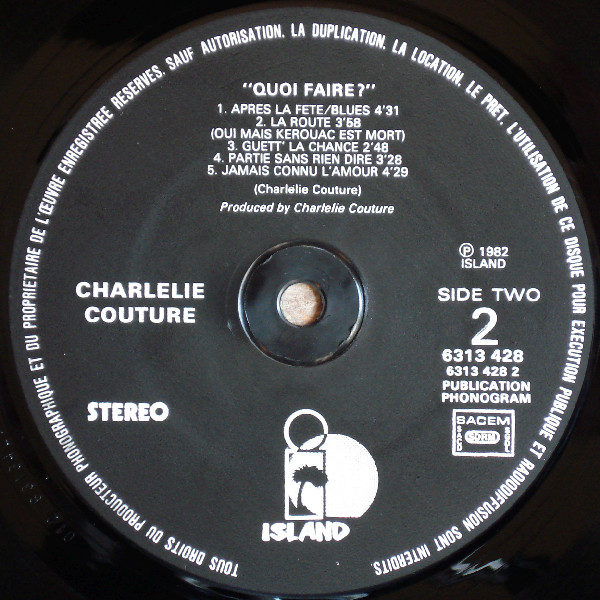 TOUS DROITS DU PRODUCTEUR PHONOGRAPHIQUE ET DU PROPRIETAIRE DE L'ŒUVRE ENREGISTREE RESERVES. SAUF AUTORISATION, LA DUPLICATION, LA LOCATION, LE PRET, L'UTILISATION DE CE DISQUE POUR EXECUTION PUBLIQUE ET RADIODIFFUSION SONT INTERDITS.
"QUOI FAIRE?"
1. APRES LA FETE/BLUES 4'31
2. LA ROUTE 3'58
(OUI MAIS KEROUAC EST MORT)
3. GUETT' LA CHANCE 2'48
4. PARTIE SANS RIEN DIRE 3'28
5. JAMAIS CONNU L'AMOUR 4'29
(Charlelie Couture)
Produced by Charlelie Couture
℗ 1982
ISLAND
CHARLELIE
COUTURE
SIDE TWO
2
6313 428
6313 428 2
PUBLICATION
PHONOGRAM
STEREO
SACEM
SACD
SDRM
SGDL
ISLAND